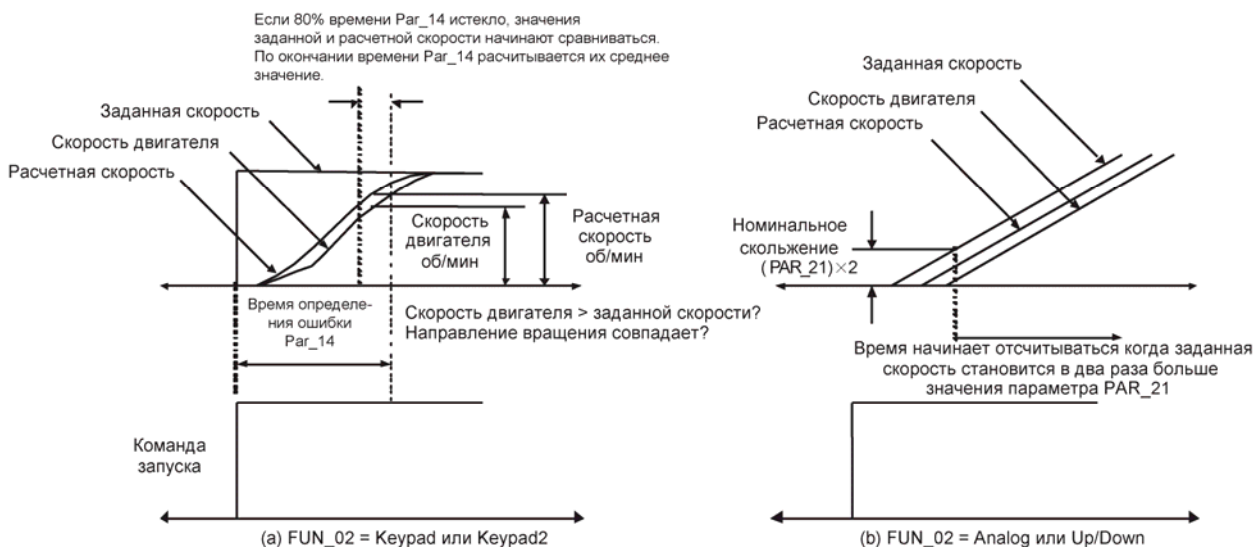 Если 80% времени Par_14 истекло, значения
заданной и расчетной скорости начинают сравниваться.
По окончании времени Par_14 расчитывается их среднее
значение.
Заданная скорость
Скорость двигателя
Расчетная скорость
Скорость
двигателя
об/мин
Расчетная
скорость
об/мин
Время определе-
ния ошибки
Par_14
Скорость двигателя > заданной скорости?
Направление вращения совпадает?
Команда
запуска
(a) FUN_02 = Keypad или Keypad2
Заданная скорость
Скорость двигателя
Расчетная скорость
Номинальное
скольжение
(PAR_21)×2
Время начинает отсчитываться когда заданная
скорость становится в два раза больше
значения параметра PAR_21
(b) FUN_02 = Analog или Up/Down